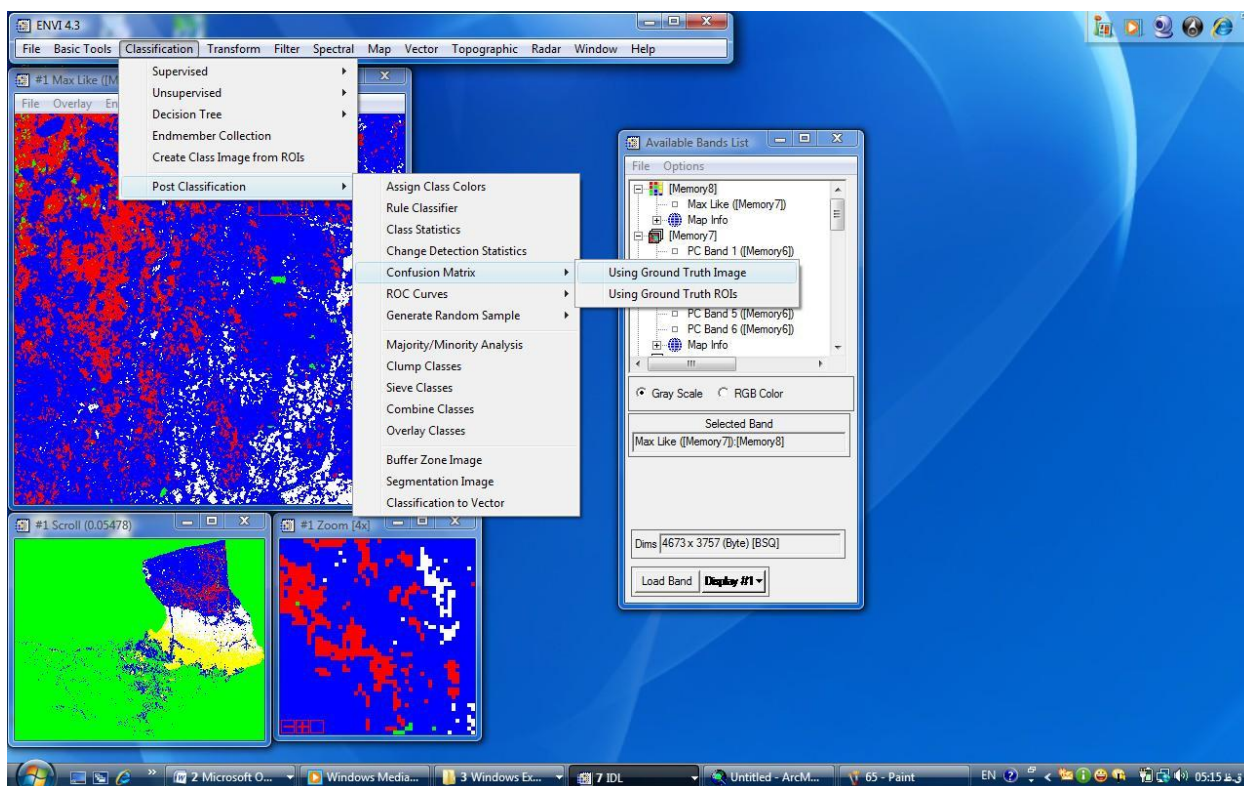 ENVI 4.3
File Basic Tools Classification Transform Filter Spectral Map Vector Topographic Radar Window Help
#1 Max Like ([M
File Overlay En
Supervised
Unsupervised
Decision Tree
Endmember Collection
Create Class Image from ROIs
Post Classification
Assign Class Colors
Rule Classifier
Class Statistics
Change Detection Statistics
Confusion Matrix
ROC Curves
Generate Random Sample
Majority/Minority Analysis
Clump Classes
Sieve Classes
Combine Classes
Overlay Classes
Buffer Zone Image
Segmentation Image
Classification to Vector
Using Ground Truth Image
Using Ground Truth ROIs
Available Bands List
File Options
[Memory8]
Max Like ([Memory7])
Map Info
[Memory7]
PC Band 1 ([Memory6])
PC Band 5 ([Memory6])
PC Band 6 ([Memory6])
Map Info
Gray Scale RGB Color
Selected Band
Max Like ([Memory7]):[Memory8]
Dims 4673 x 3757 (Byte) [BSQ]
Load Band Display #1
#1 Scroll (0.05478)
#1 Zoom [4x]
2 Microsoft O... Windows Media... 3 Windows Ex... 7 IDL Untitled - ArcM... 65 - Paint EN 05:15 ق.ظ